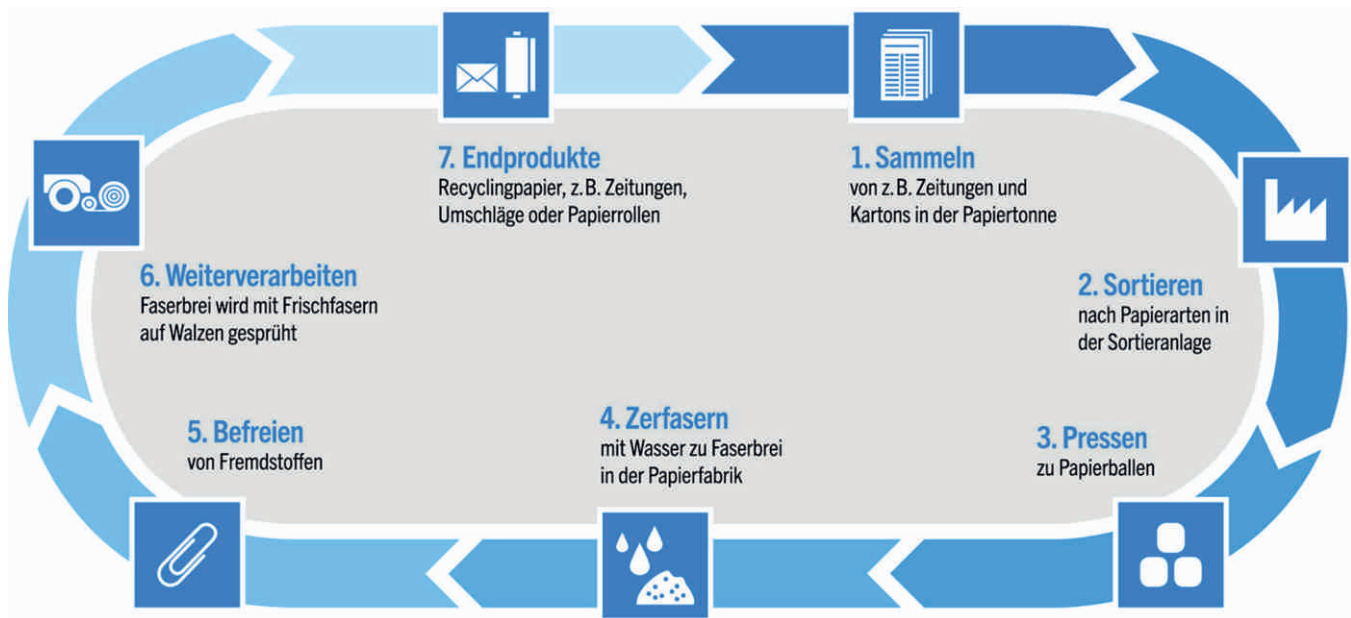 1. Sammeln
von z. B. Zeitungen und
Kartons in der Papiertonne
2. Sortieren
nach Papierarten in
der Sortieranlage
3. Pressen
zu Papierballen
4. Zerfasern
mit Wasser zu Faserbrei
in der Papierfabrik
5. Befreien
von Fremdstoffen
6. Weiterverarbeiten
Faserbrei wird mit Frischfasern
auf Walzen gesprüht
7. Endprodukte
Recyclingpapier, z. B. Zeitungen,
Umschläge oder Papierrollen